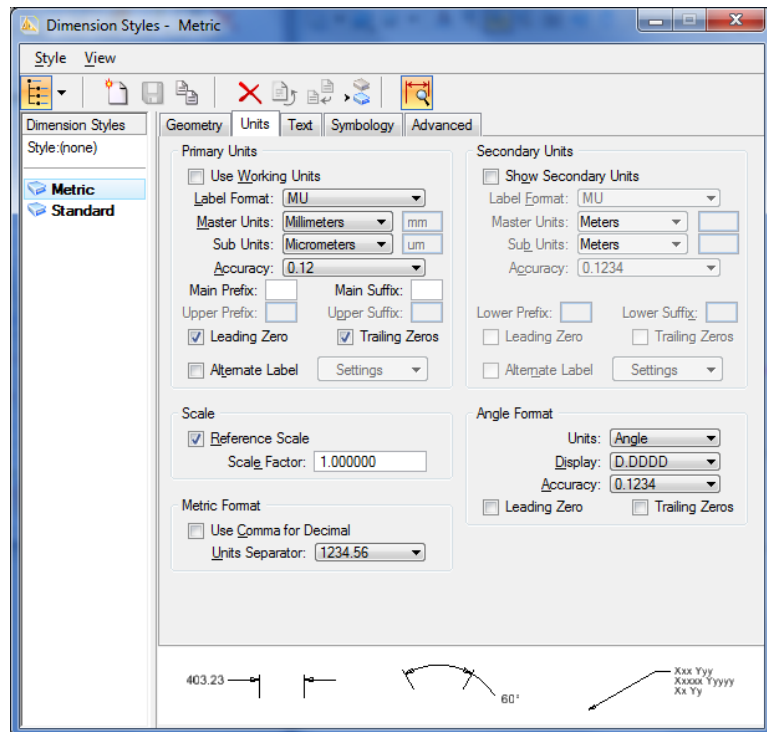 Dimension Styles - Metric
Style View
Dimension Styles
Style:(none)
Metric
Standard
Geometry Units Text Symbology Advanced
Primary Units
Use Working Units
Label Format: MU
Master Units: Millimeters mm
Sub Units: Micrometers um
Accuracy: 0.12
Main Prefix: Main Suffix:
Upper Prefix: Upper Suffix:
Leading Zero Trailing Zeros
Alternate Label Settings
Secondary Units
Show Secondary Units
Label Format: MU
Master Units: Meters
Sub Units: Meters
Accuracy: 0.1234
Lower Prefix: Lower Suffix:
Leading Zero Trailing Zeros
Alternate Label Settings
Scale
Reference Scale
Scale Factor: 1.000000
Metric Format
Use Comma for Decimal
Units Separator: 1234.56
Angle Format
Units: Angle
Display: D.DDDD
Accuracy: 0.1234
Leading Zero Trailing Zeros
403.23
60°
Xxx Yyy
Xxxxx Yyyyy
Xx Yy